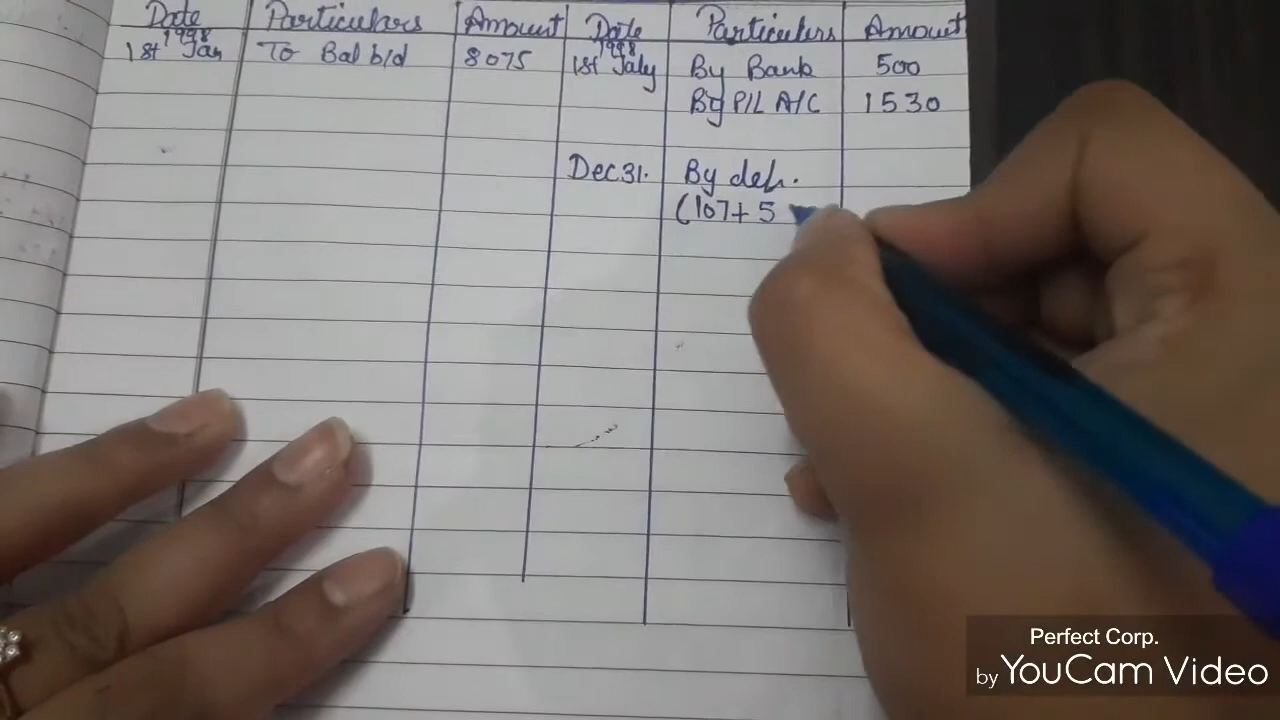 Date Particulars Amount Date Particulars Amount
1998 1998
1st Jan To Bal b/d 8075 1st July By Bank 500
By P/L A/C 1530
Dec 31. By dep.
(107+5
Perfect Corp.
by YouCam Video